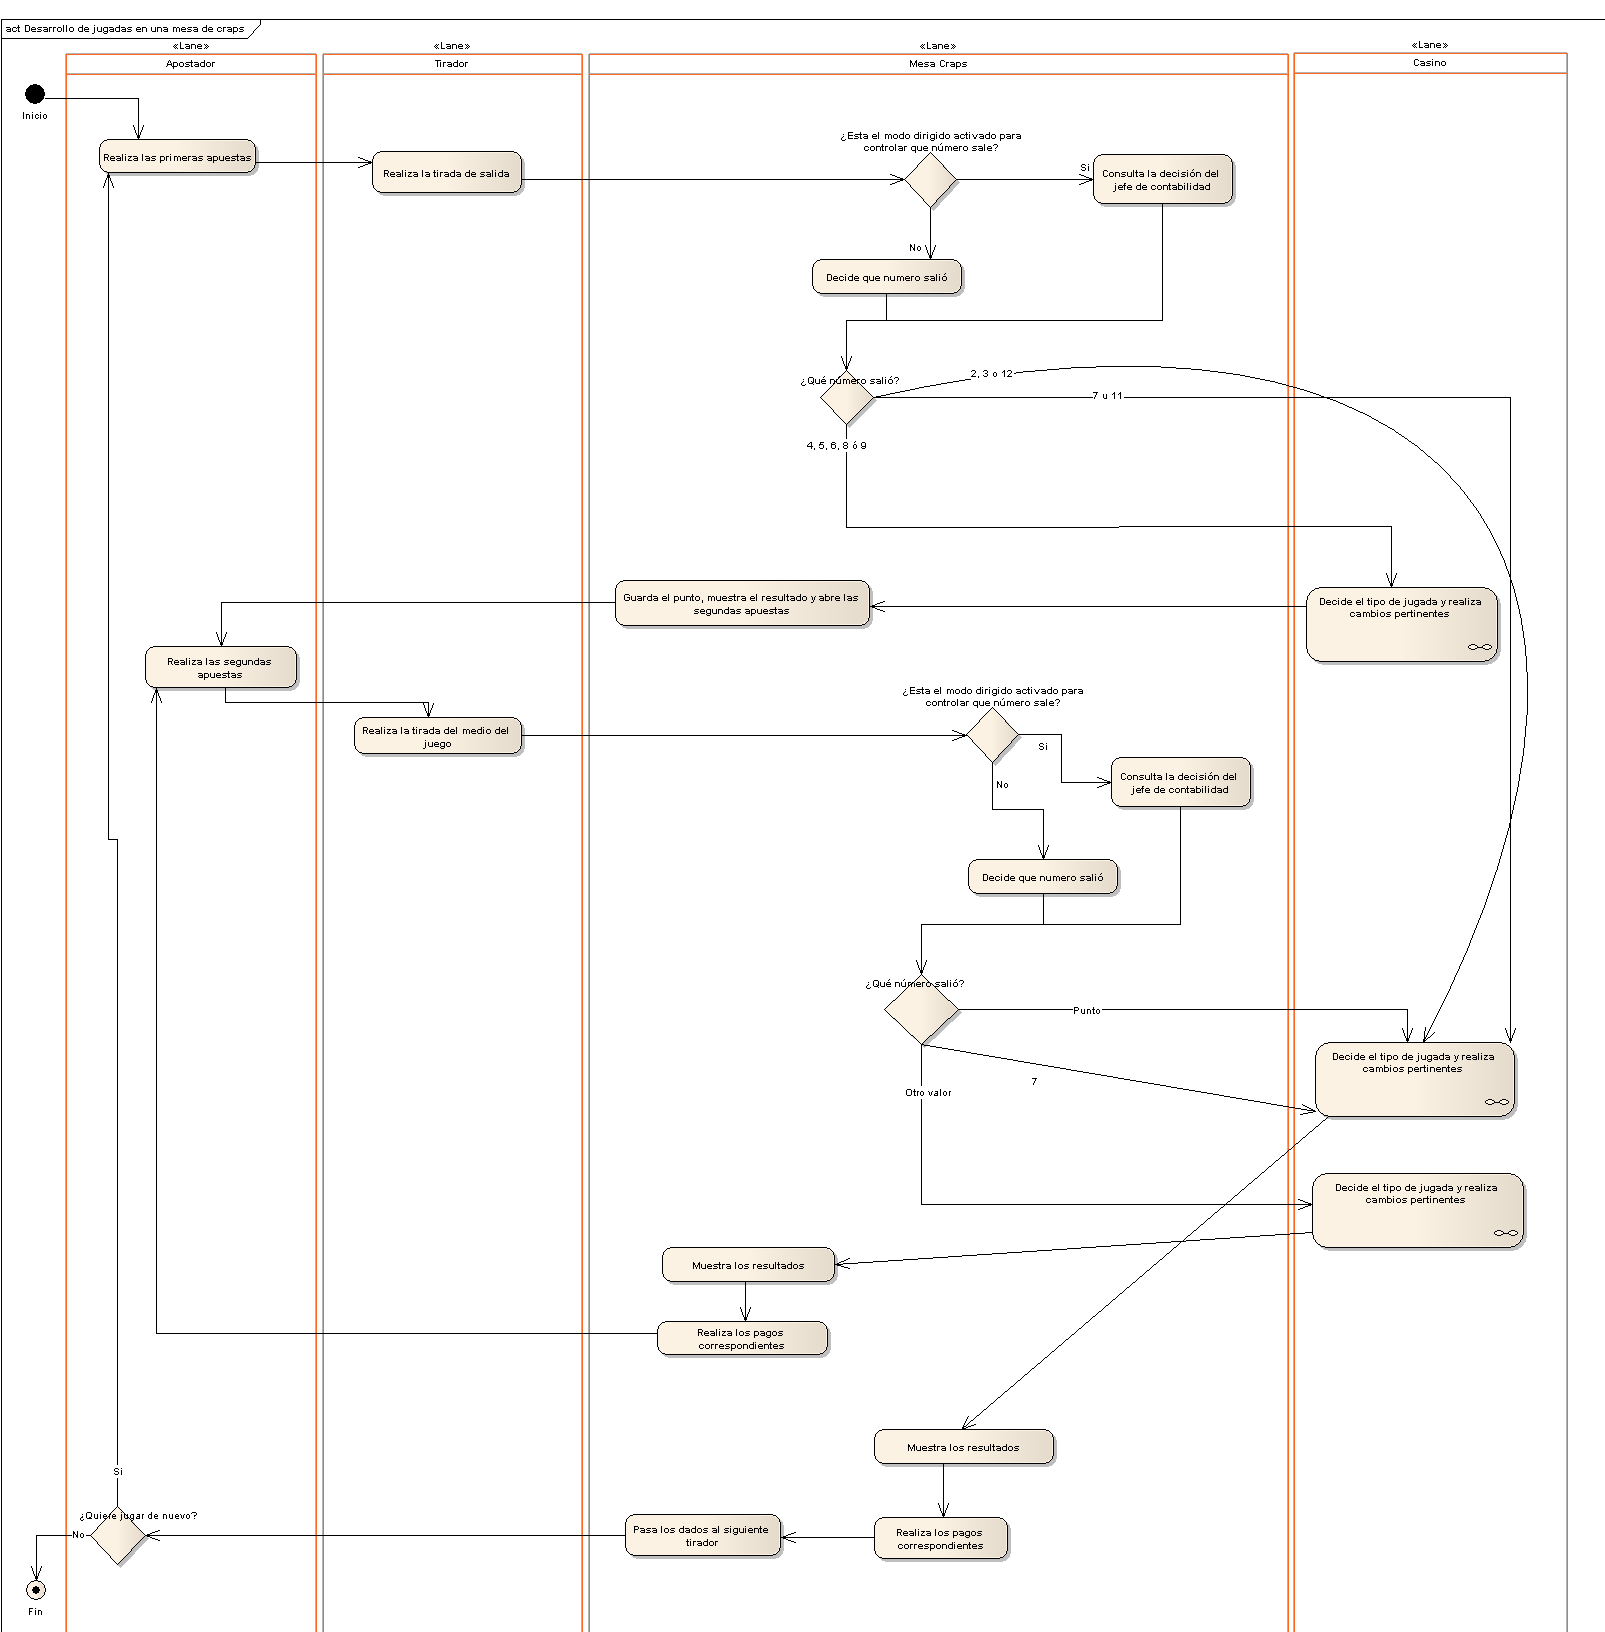 act Desarrollo de jugadas en una mesa de craps
«Lane»
«Lane»
«Lane»
«Lane»
Apostador
Tirador
Mesa Craps
Casino
Inicio
Realiza las primeras apuestas
Realiza la tirada de salida
¿Esta el modo dirigido activado para
controlar que número sale?
Si
Consulta la decisión del
jefe de contabilidad
No
Decide que numero salió
¿Qué número salió?
2, 3 o 12
7 u 11
4, 5, 6, 8 ó 9
Decide el tipo de jugada y realiza
cambios pertinentes
Guarda el punto, muestra el resultado y abre las
segundas apuestas
Realiza las segundas
apuestas
Realiza la tirada del medio del
juego
¿Esta el modo dirigido activado para
controlar que número sale?
Si
No
Consulta la decisión del
jefe de contabilidad
Decide que numero salió
¿Qué número salió?
Punto
7
Otro valor
Decide el tipo de jugada y realiza
cambios pertinentes
Decide el tipo de jugada y realiza
cambios pertinentes
Muestra los resultados
Realiza los pagos
correspondientes
Muestra los resultados
Realiza los pagos
correspondientes
Pasa los dados al siguiente
tirador
Si
¿Quiere jugar de nuevo?
No
Fin